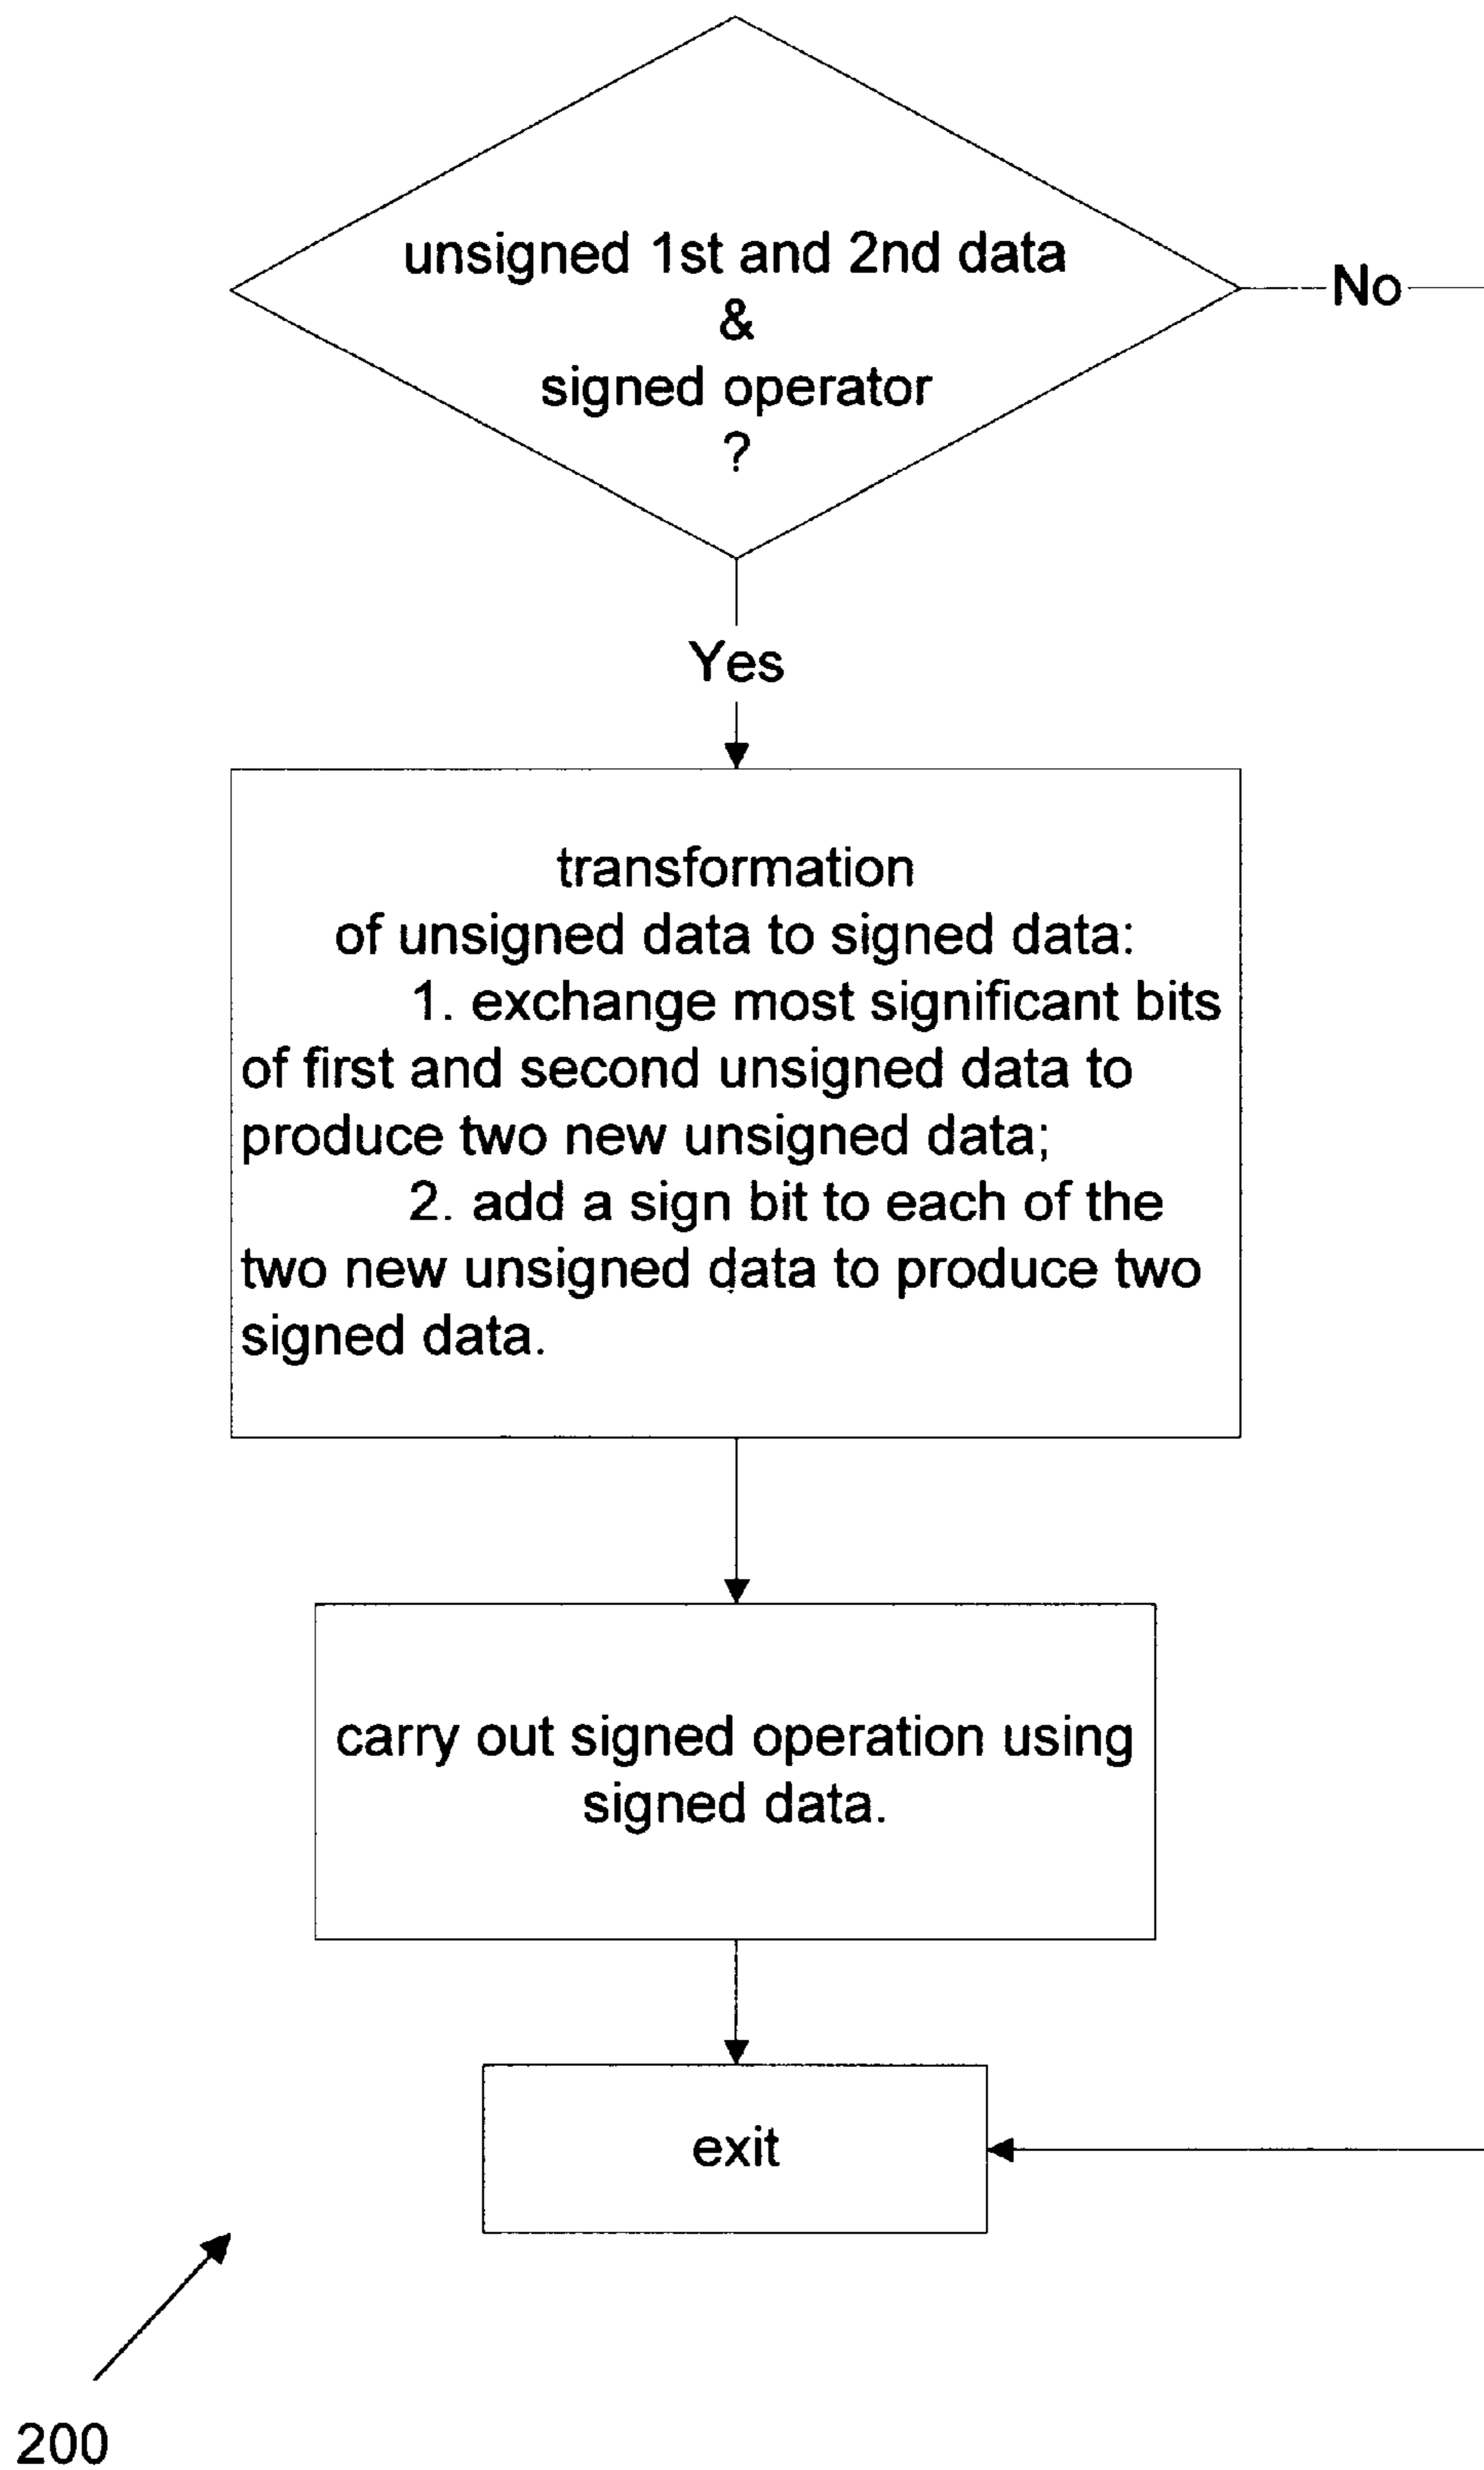 unsigned 1st and 2nd data
&
signed operator
?
No
Yes
transformation
of unsigned data to signed data:
1. exchange most significant bits
of first and second unsigned data to
produce two new unsigned data;
2. add a sign bit to each of the
two new unsigned data to produce two
signed data.
carry out signed operation using
signed data.
exit
200